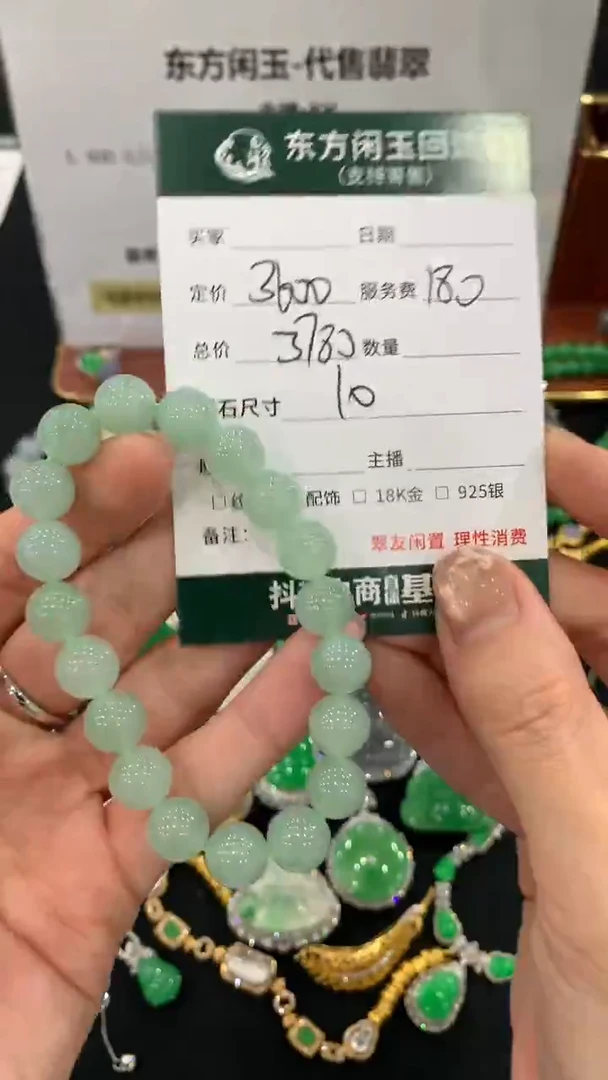 东方闲玉-代售翡翠
东方闲玉回
(支持寄售)
买家 日期
定价 3600 服务费 180
总价 3780 数量
石尺寸 10
主播
配饰 □ 18K金 □ 925银
备注:
翠友闲置 理性消费
抖 商 基